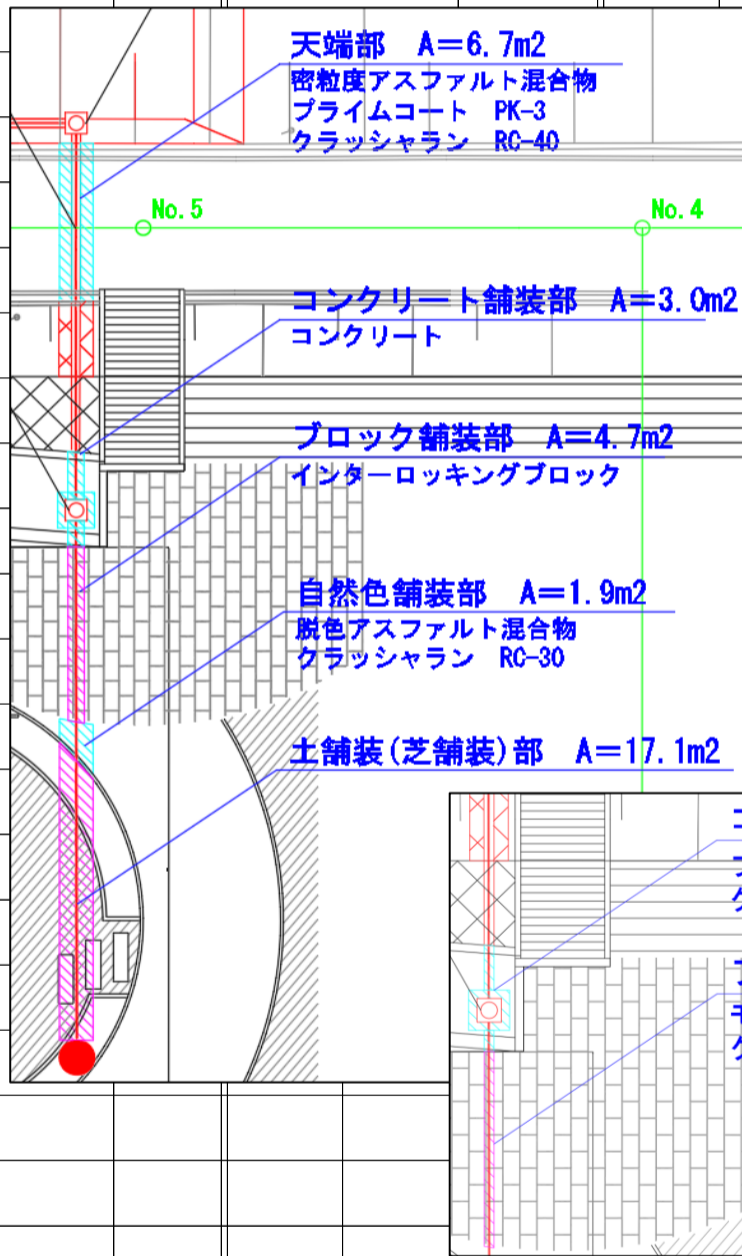 天端部　A＝6.7m2
密粒度アスファルト混合物
プライムコート　PK-3
クラッシャラン　RC-40
No.5
No.4
コンクリート舗装部　A＝3.0m2
コンクリート
ブロック舗装部　A＝4.7m2
インターロッキングブロック
自然色舗装部　A＝1.9m2
脱色アスファルト混合物
クラッシャラン　RC-30
土舗装(芝舗装)部　A＝17.1m2